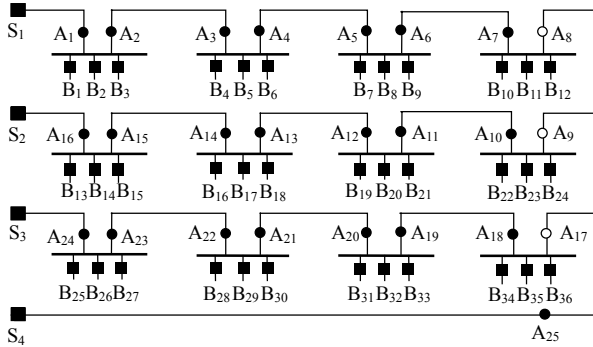 S1 A1 A2 A3 A4 A5 A6 A7 A8
B1 B2 B3 B4 B5 B6 B7 B8 B9 B10 B11 B12
S2 A16 A15 A14 A13 A12 A11 A10 A9
B13 B14 B15 B16 B17 B18 B19 B20 B21 B22 B23 B24
S3 A24 A23 A22 A21 A20 A19 A18 A17
B25 B26 B27 B28 B29 B30 B31 B32 B33 B34 B35 B36
S4 A25